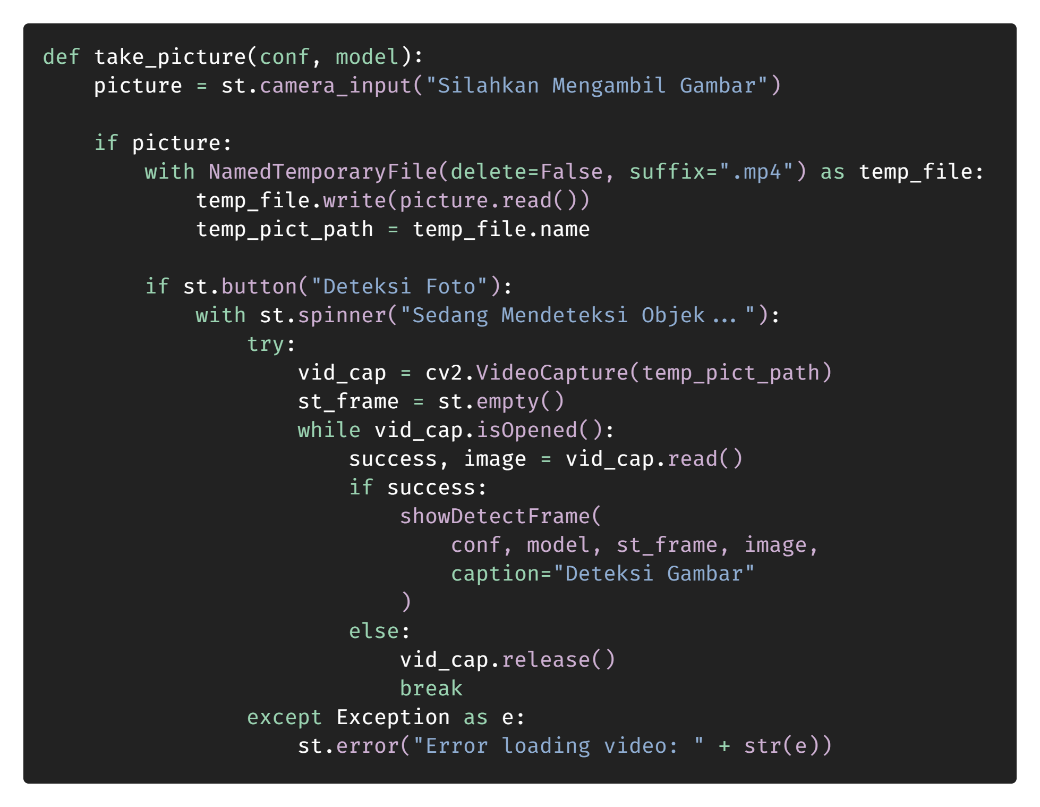 def take_picture(conf, model):
    picture = st.camera_input("Silahkan Mengambil Gambar")

    if picture:
        with NamedTemporaryFile(delete=False, suffix=".mp4") as temp_file:
            temp_file.write(picture.read())
            temp_pict_path = temp_file.name

        if st.button("Deteksi Foto"):
            with st.spinner("Sedang Mendeteksi Objek..."):
                try:
                    vid_cap = cv2.VideoCapture(temp_pict_path)
                    st_frame = st.empty()
                    while vid_cap.isOpened():
                        success, image = vid_cap.read()
                        if success:
                            showDetectFrame(
                                conf, model, st_frame, image,
                                caption="Deteksi Gambar"
                            )
                        else:
                            vid_cap.release()
                            break
                except Exception as e:
                    st.error("Error loading video: " + str(e))